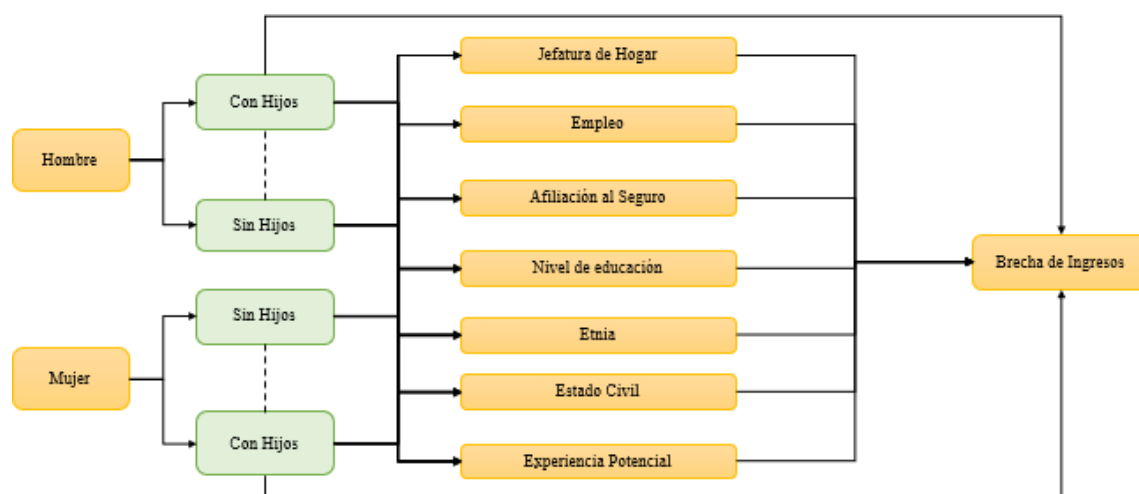 Jefatura de Hogar
Con Hijos
Empleo
Hombre
Afiliación al Seguro
Sin Hijos
Nivel de educación
Brecha de Ingresos
Sin Hijos
Etnia
Mujer
Estado Civil
Con Hijos
Experiencia Potencial